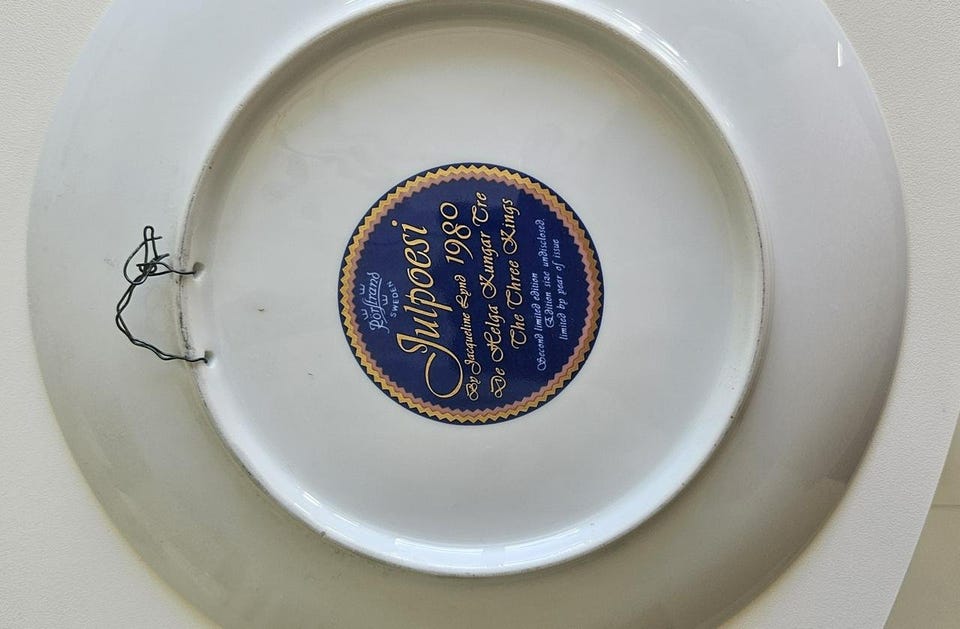 Rörstrand
SWEDEN
Julpoesi
By Jacqueline Lynd 1980
De Helga Kungar Tre
The Three Kings
Second limited edition
Edition size undisclosed,
limited by year of issue